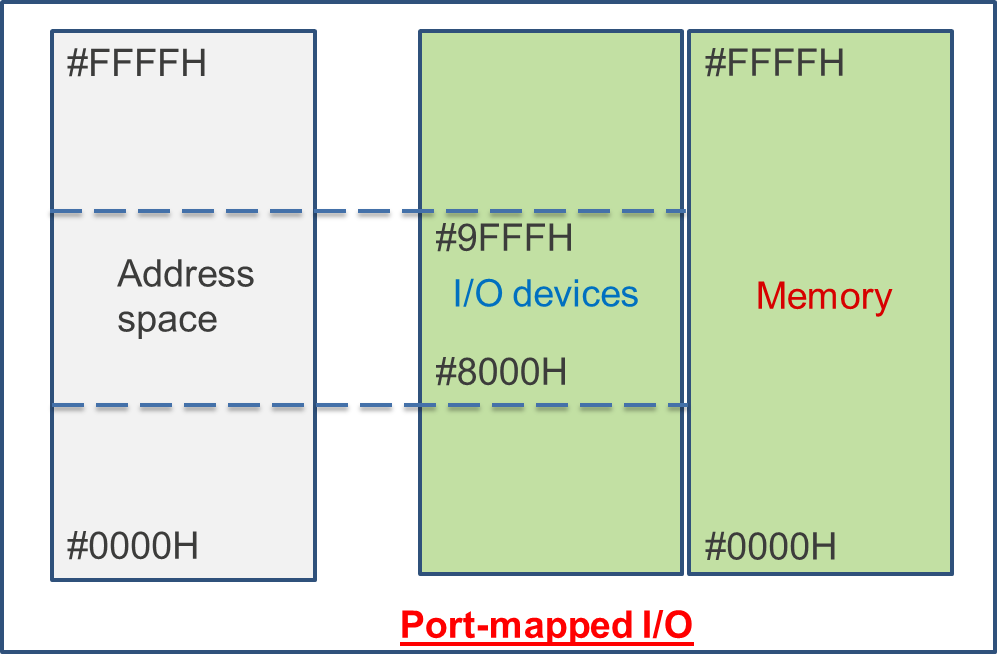 #FFFFH
Address
space
#0000H
#9FFFH
I/O devices
#8000H
#FFFFH
Memory
#0000H
Port-mapped I/O